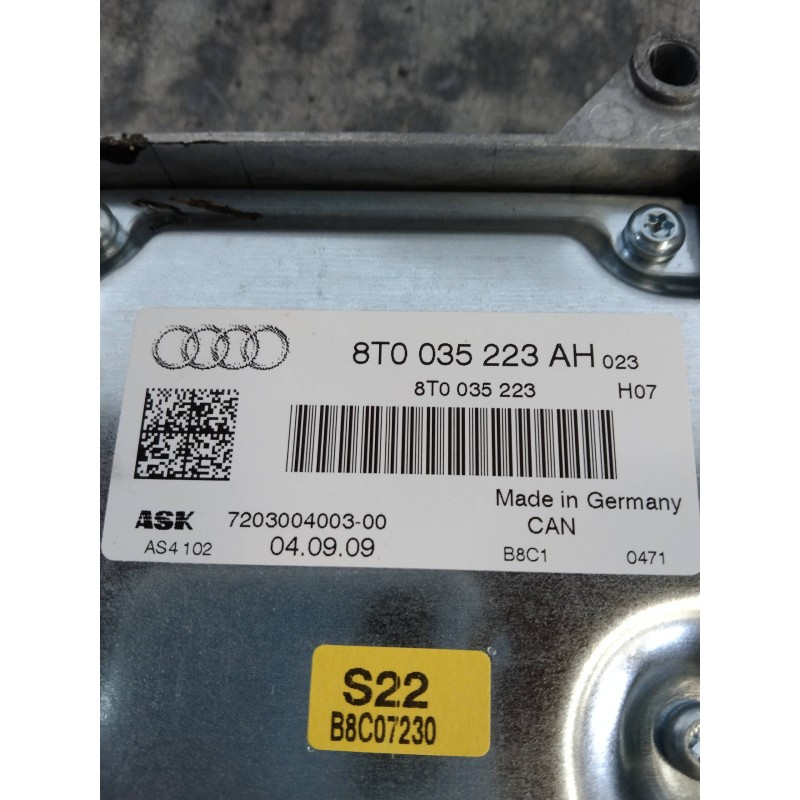 8T0 035 223 AH 023
8T0 035 223 H07
Made in Germany
ASK 7203004003-00 CAN
AS4 102 04.09.09 B8C1 0471
S22
B8C07230